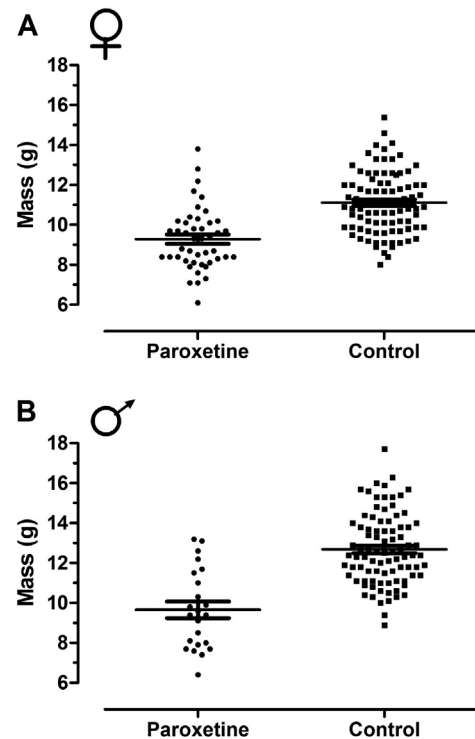 A ♀
18
16
14
12
10
8
6
Mass (g)
Paroxetine Control
B ♂
18
16
14
12
10
8
6
Mass (g)
Paroxetine Control